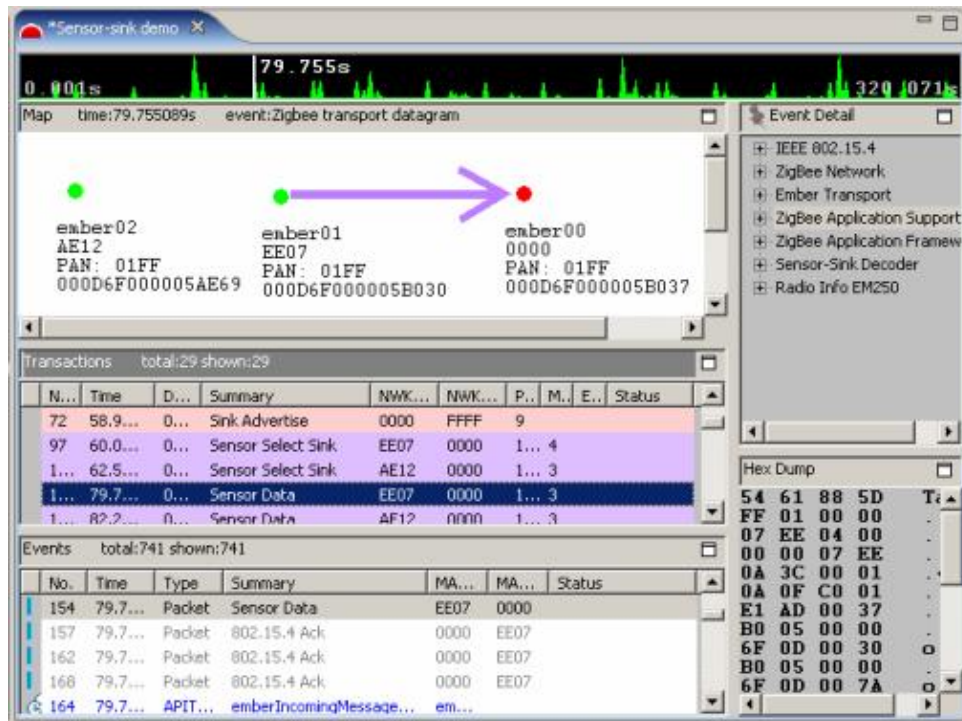 *Sensor-sink demo
79.755s
0.001s
320.071s
Map time:79.755089s event:Zigbee transport datagram
ember02
AE12
PAN: 01FF
000D6F000005AE69
ember01
EE07
PAN: 01FF
000D6F000005B030
ember00
0000
PAN: 01FF
000D6F000005B037
Event Detail
IEEE 802.15.4
ZigBee Network
Ember Transport
ZigBee Application Support
ZigBee Application Framew
Sensor-Sink Decoder
Radio Info EM250
Transactions total:29 shown:29
N... Time D... Summary NWK... NWK... P.. M.. E.. Status
72 58.9... 0... Sink Advertise 0000 FFFF 9
97 60.0... 0... Sensor Select Sink EE07 0000 1... 4
1... 62.5... 0... Sensor Select Sink AE12 0000 1... 3
1... 79.7... 0... Sensor Data EE07 0000 1... 3
1... 82.2... 0... Sensor Data AE12 0000 1... 3
Events total:741 shown:741
No. Time Type Summary MA... MA... Status
154 79.7... Packet Sensor Data EE07 0000
157 79.7... Packet 802.15.4 Ack 0000 EE07
162 79.7... Packet 802.15.4 Ack 0000 EE07
168 79.7... Packet 802.15.4 Ack 0000 EE07
164 79.7... APIT... emberIncomingMessage... em...
Hex Dump
54 61 88 5D
FF 01 00 00 .
07 EE 04 00 .
00 00 07 EE
0A 3C 00 01 .
0A 0F C0 01 .
E1 AD 00 37 .
B0 05 00 00 .
6F 0D 00 30 o
B0 05 00 00 .
6F 0D 00 7A o